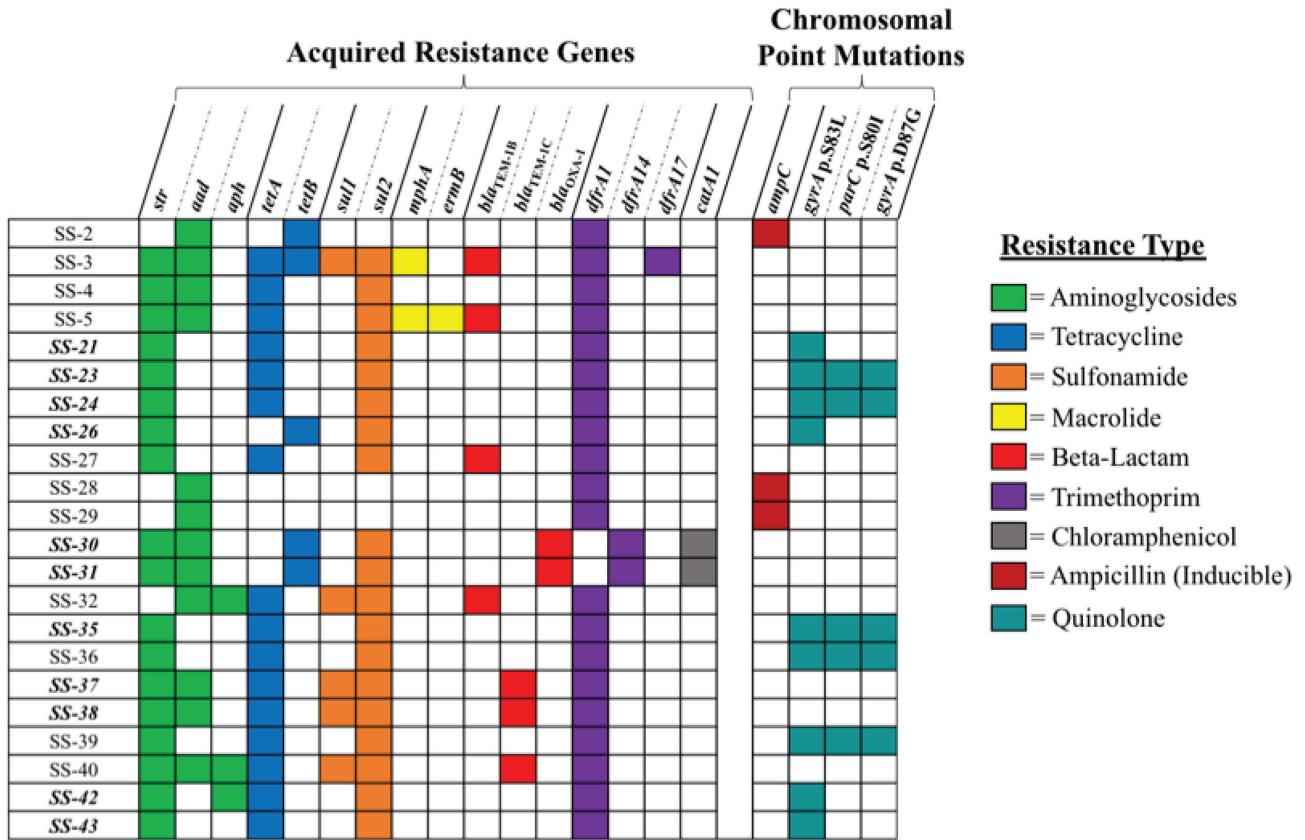 Acquired Resistance Genes
Chromosomal
Point Mutations
str
aad
aph
tetA
tetB
sul1
sul2
mphA
ermB
blaTEM-1B
blaTEM-1C
blaOXA-1
dfrA1
dfrA14
dfrA17
catA1
ampC
gyrA p.S83L
parC p.S80I
gyrA p.D87G
SS-2
SS-3
SS-4
SS-5
SS-21
SS-23
SS-24
SS-26
SS-27
SS-28
SS-29
SS-30
SS-31
SS-32
SS-35
SS-36
SS-37
SS-38
SS-39
SS-40
SS-42
SS-43
Resistance Type
= Aminoglycosides
= Tetracycline
= Sulfonamide
= Macrolide
= Beta-Lactam
= Trimethoprim
= Chloramphenicol
= Ampicillin (Inducible)
= Quinolone